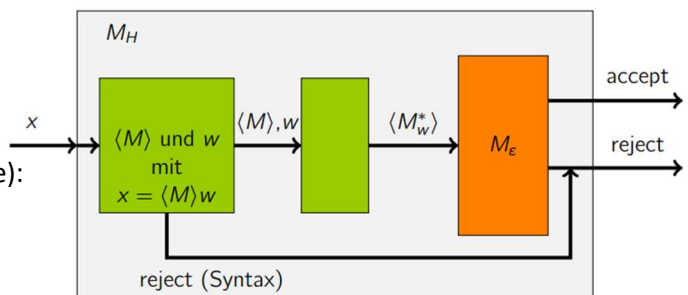 M_H
accept
x
⟨M⟩ und w
mit
x = ⟨M⟩w
⟨M⟩, w
⟨M*_w⟩
M_ε
reject
e):
reject (Syntax)